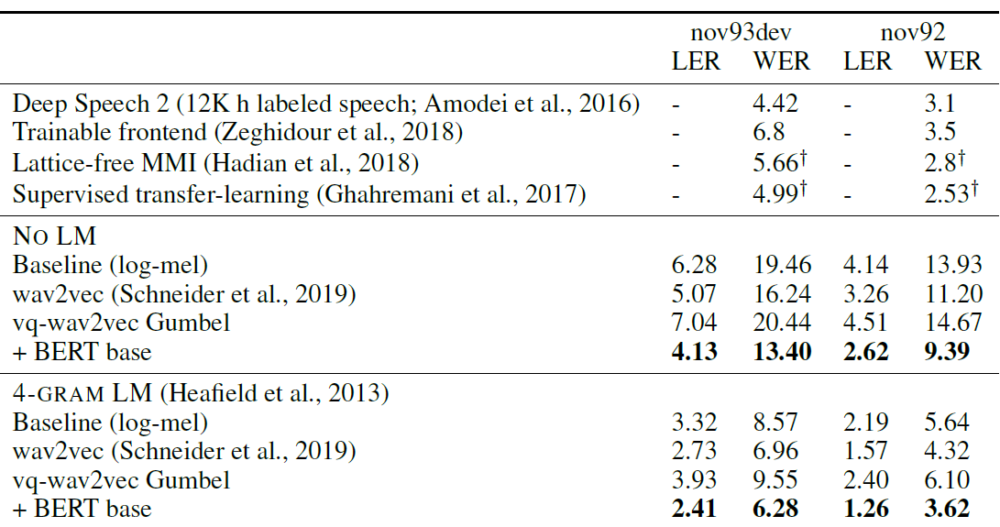 nov93dev nov92
LER WER LER WER
Deep Speech 2 (12K h labeled speech; Amodei et al., 2016) - 4.42 - 3.1
Trainable frontend (Zeghidour et al., 2018) - 6.8 - 3.5
Lattice-free MMI (Hadian et al., 2018) - 5.66† - 2.8†
Supervised transfer-learning (Ghahremani et al., 2017) - 4.99† - 2.53†
NO LM
Baseline (log-mel) 6.28 19.46 4.14 13.93
wav2vec (Schneider et al., 2019) 5.07 16.24 3.26 11.20
vq-wav2vec Gumbel 7.04 20.44 4.51 14.67
+ BERT base 4.13 13.40 2.62 9.39
4-GRAM LM (Heafield et al., 2013)
Baseline (log-mel) 3.32 8.57 2.19 5.64
wav2vec (Schneider et al., 2019) 2.73 6.96 1.57 4.32
vq-wav2vec Gumbel 3.93 9.55 2.40 6.10
+ BERT base 2.41 6.28 1.26 3.62